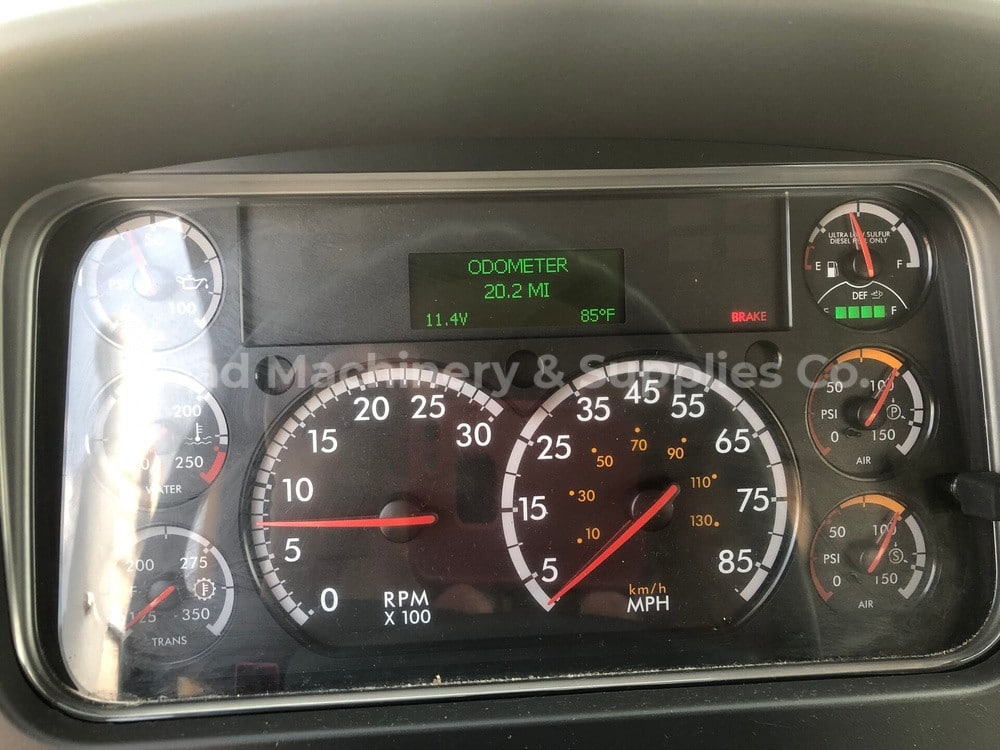 PSI
100
ODOMETER
20.2 MI
11.4V
85°F
BRAKE
ULTRA LOW SULFUR
DIESEL FUEL ONLY
E
F
DEF
ad Machinery & Supplies Co.
200
250
WATER
200
275
F
350
TRANS
0
5
10
15
20
25
30
RPM
X 100
5
15
25
35
45
55
65
75
85
10
30
50
70
90
110
130
km/h
MPH
50
100
PSI
P
0
150
AIR
50
100
PSI
S
0
150
AIR